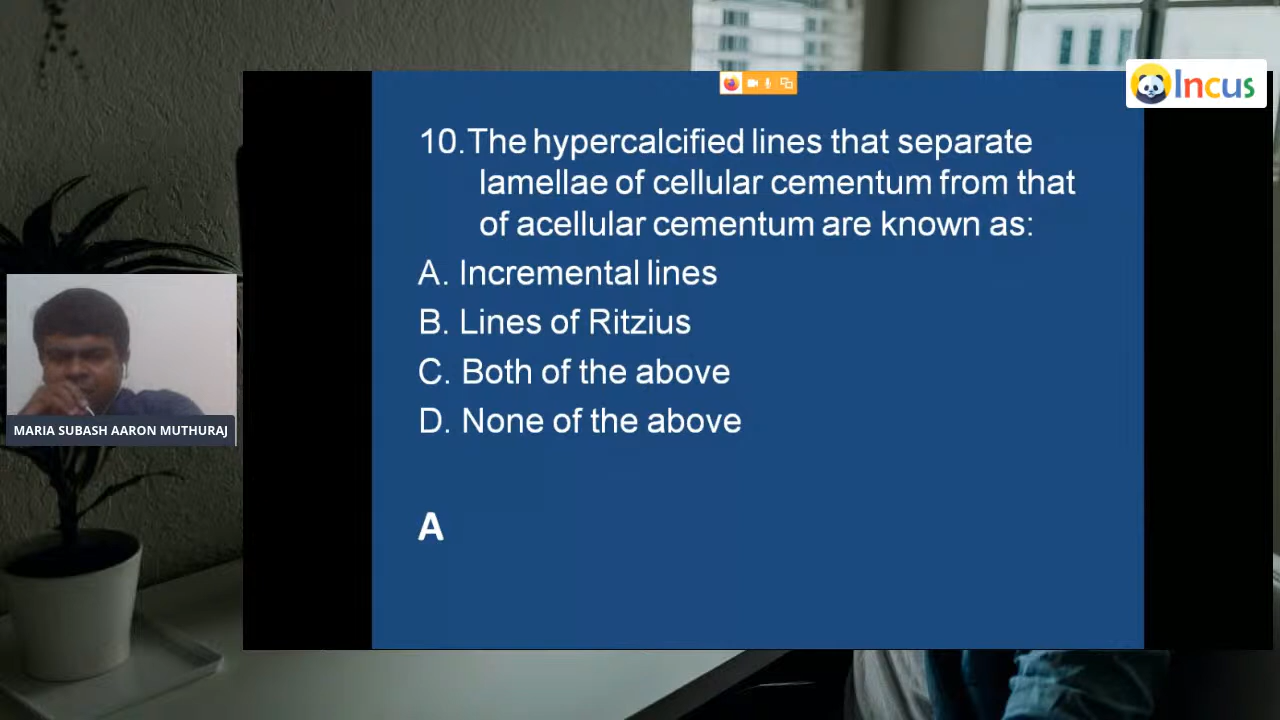 Incus
10.The hypercalcified lines that separate
lamellae of cellular cementum from that
of acellular cementum are known as:
A. Incremental lines
B. Lines of Ritzius
C. Both of the above
D. None of the above
A
MARIA SUBASH AARON MUTHURAJ